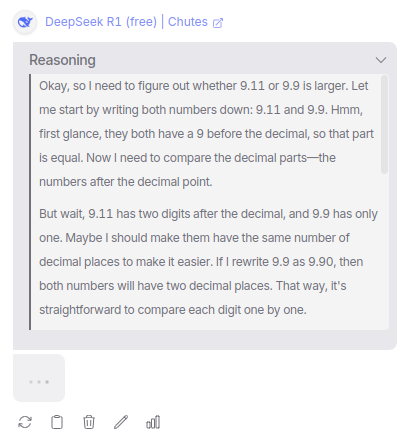 DeepSeek R1 (free) | Chutes
Reasoning
Okay, so I need to figure out whether 9.11 or 9.9 is larger. Let
me start by writing both numbers down: 9.11 and 9.9. Hmm,
first glance, they both have a 9 before the decimal, so that part
is equal. Now I need to compare the decimal parts—the
numbers after the decimal point.
But wait, 9.11 has two digits after the decimal, and 9.9 has only
one. Maybe I should make them have the same number of
decimal places to make it easier. If I rewrite 9.9 as 9.90, then
both numbers will have two decimal places. That way, it's
straightforward to compare each digit one by one.